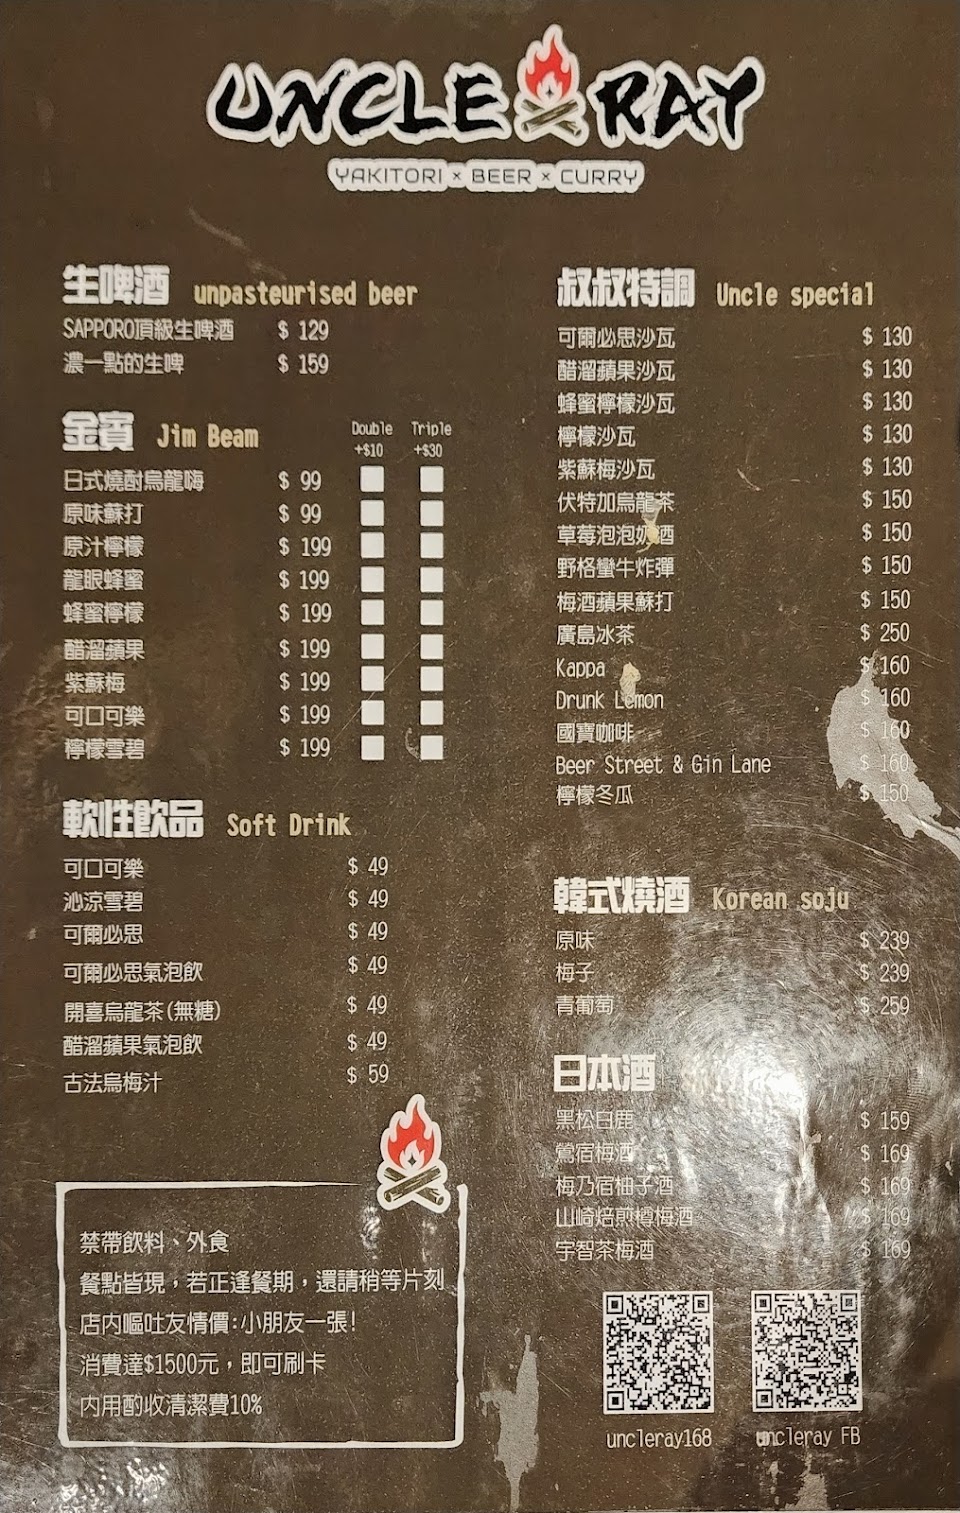 UNCLE RAY
YAKITORI × BEER × CURRY
生啤酒 unpasteurised beer
SAPPORO頂級生啤酒 $ 129
濃一點的生啤 $ 159
金賓 Jim Beam Double +$10 Triple +$30
日式燒酎烏龍嗨 $ 99
原味蘇打 $ 99
原汁檸檬 $ 199
龍眼蜂蜜 $ 199
蜂蜜檸檬 $ 199
醋溜蘋果 $ 199
紫蘇梅 $ 199
可口可樂 $ 199
檸檬雪碧 $ 199
軟性飲品 Soft Drink
可口可樂 $ 49
沁涼雪碧 $ 49
可爾必思 $ 49
可爾必思氣泡飲 $ 49
開喜烏龍茶(無糖) $ 49
醋溜蘋果氣泡飲 $ 49
古法烏梅汁 $ 59
禁帶飲料、外食
餐點皆現，若正逢餐期，還請稍等片刻
店內嘔吐友情價:小朋友一張!
消費達$1500元，即可刷卡
內用酌收清潔費10%
叔叔特調 Uncle special
可爾必思沙瓦 $ 130
醋溜蘋果沙瓦 $ 130
蜂蜜檸檬沙瓦 $ 130
檸檬沙瓦 $ 130
紫蘇梅沙瓦 $ 130
伏特加烏龍茶 $ 150
草莓泡泡奶酒 $ 150
野格蠻牛炸彈 $ 150
梅酒蘋果蘇打 $ 150
廣島冰茶 $ 250
Kappa $ 160
Drunk Lemon $ 160
國寶咖啡 $ 160
Beer Street & Gin Lane $ 160
檸檬冬瓜 $ 150
韓式燒酒 Korean soju
原味 $ 239
梅子 $ 239
青葡萄 $ 259
日本酒
黑松白鹿 $ 159
鶯宿梅酒 $ 169
梅乃宿柚子酒 $ 169
山崎焙煎樽梅酒 $ 169
宇智茶梅酒 $ 169
uncleray168
uncleray FB